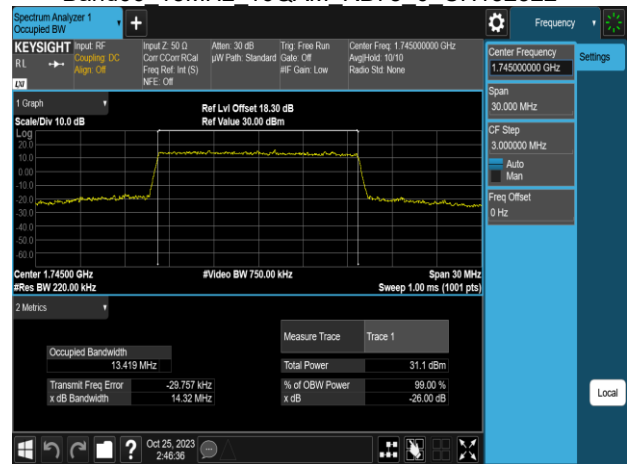 Spectrum Analyzer 1
Occupied BW
Frequency
KEYSIGHT
RL
LXI
Input: RF
Coupling: DC
Align: Off
Input Z: 50 Ω
Corr CCorr RCal
Freq Ref: Int (S)
NFE: Off
Atten: 30 dB
µW Path: Standard
Trig: Free Run
Gate: Off
#IF Gain: Low
Center Freq: 1.745000000 GHz
Avg|Hold: 10/10
Radio Std: None
Center Frequency
1.745000000 GHz
Settings
Span
30.000 MHz
CF Step
3.000000 MHz
Auto
Man
Freq Offset
0 Hz
1 Graph
Scale/Div 10.0 dB
Ref Lvl Offset 18.30 dB
Ref Value 30.00 dBm
Log
20.0
10.0
0.00
-10.0
-20.0
-30.0
-40.0
-50.0
-60.0
Center 1.74500 GHz
#Video BW 750.00 kHz
Span 30 MHz
#Res BW 220.00 kHz
Sweep 1.00 ms (1001 pts)
2 Metrics
Measure Trace Trace 1
Occupied Bandwidth
13.419 MHz
Total Power 31.1 dBm
Transmit Freq Error -29.757 kHz
% of OBW Power 99.00 %
x dB Bandwidth 14.32 MHz
x dB -26.00 dB
Local
?
Oct 25, 2023
2:46:36